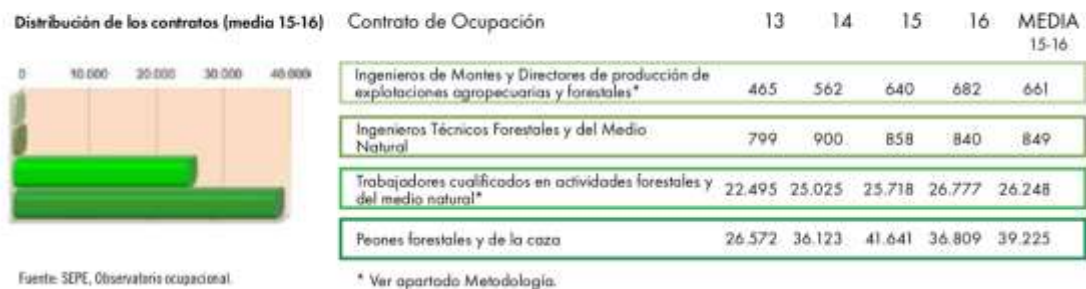 Distribución de los contratos (media 15-16)
0 10.000 20.000 30.000 40.000
Fuente: SEPE, Observatorio ocupacional.
Contrato de Ocupación 13 14 15 16 MEDIA
15-16
Ingenieros de Montes y Directores de producción de
explotaciones agropecuarias y forestales* 465 562 640 682 661
Ingenieros Técnicos Forestales y del Medio
Natural 799 900 858 840 849
Trabajadores cualificados en actividades forestales y
del medio natural* 22.495 25.025 25.718 26.777 26.248
Peones forestales y de la caza 26.572 36.123 41.641 36.809 39.225
* Ver apartado Metodología.